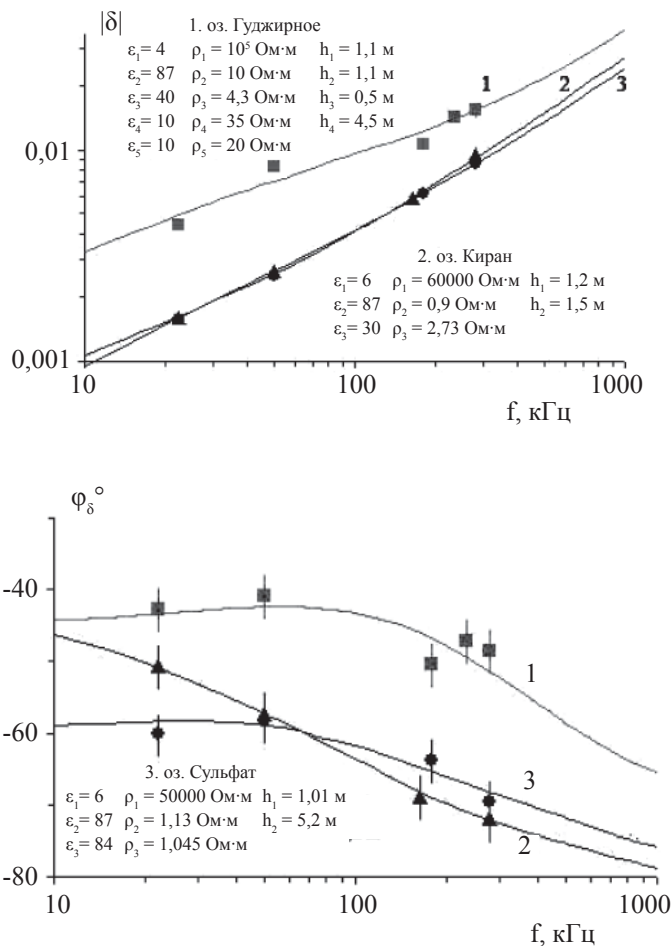 |δ|
1. оз. Гуджирное
ε₁= 4 ρ₁ = 10⁵ Ом·м h₁ = 1,1 м
ε₂= 87 ρ₂ = 10 Ом·м h₂ = 1,1 м
ε₃= 40 ρ₃ = 4,3 Ом·м h₃ = 0,5 м
ε₄= 10 ρ₄ = 35 Ом·м h₄ = 4,5 м
ε₅= 10 ρ₅ = 20 Ом·м
1 2 3
0,01
2. оз. Киран
ε₁= 6 ρ₁ = 60000 Ом·м h₁ = 1,2 м
ε₂= 87 ρ₂ = 0,9 Ом·м h₂ = 1,5 м
ε₃= 30 ρ₃ = 2,73 Ом·м
0,001
10 100 1000
f, кГц
φδ°
-40
1
-60
3
3. оз. Сульфат
ε₁= 6 ρ₁ = 50000 Ом·м h₁ = 1,01 м
ε₂= 87 ρ₂ = 1,13 Ом·м h₂ = 5,2 м
ε₃= 84 ρ₃ = 1,045 Ом·м
2
-80
10 100 1000
f, кГц